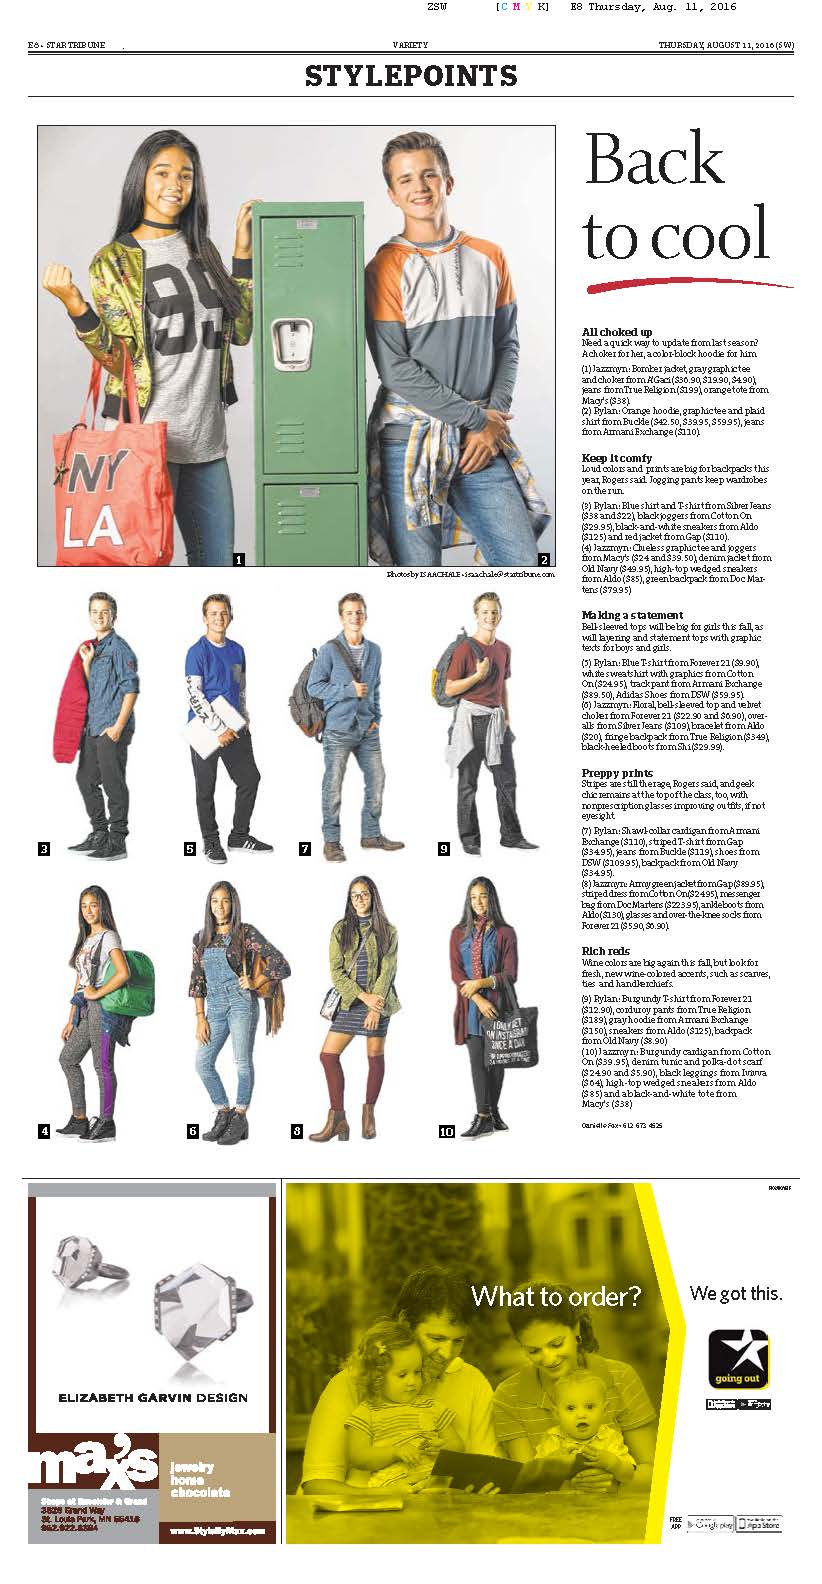 ZSW [C M Y K] E8 Thursday, Aug. 11, 2016
E8 • STAR TRIBUNE
VARIETY
THURSDAY, AUGUST 11, 2016 (SW)
STYLEPOINTS
NY
LA
1
2
Photos by ISAAC HALE • isaac.hale@startribune.com
3
5
7
9
4
6
8
10
I ONLY GET
ON INSTAGRAM
ONCE A DAY
Back
to cool
All choked up
Need a quick way to update from last season?
A choker for her, a color-block hoodie for him.
(1) Jazzmyn: Bomber jacket, gray graphic tee
and choker from A'Gaci ($36.90, $19.90, $4.90),
jeans from True Religion ($199), orange tote from
Macy's ($38).
(2) Rylan: Orange hoodie, graphic tee and plaid
shirt from Buckle ($42.50, $39.95, $59.95), jeans
from Armani Exchange ($110).
Keep it comfy
Loud colors and prints are big for backpacks this
year, Rogers said. Jogging pants keep wardrobes
on the run.
(3) Rylan: Blue shirt and T-shirt from Silver Jeans
($38 and $22), black joggers from Cotton On
($29.95), black-and-white sneakers from Aldo
($125) and red jacket from Gap ($110).
(4) Jazzmyn: Clueless graphic tee and joggers
from Macy's ($24 and $39.50), denim jacket from
Old Navy ($49.95), high-top wedged sneakers
from Aldo ($85), green backpack from Doc Mar-
tens ($79.95)
Making a statement
Bell-sleeved tops will be big for girls this fall, as
will layering and statement tops with graphic
texts for boys and girls.
(5) Rylan: Blue T-shirt from Forever 21 ($9.90),
white sweatshirt with graphics from Cotton
On ($24.95), track pant from Armani Exchange
($89.50), Adidas Shoes from DSW ($59.95).
(6) Jazzmyn: Floral, bell-sleeved top and velvet
choker from Forever 21 ($22.90 and $6.90), over-
alls from Silver Jeans ($109), bracelet from Aldo
($20), fringe backpack from True Religion ($349),
black-heeled boots from Shi ($29.99).
Preppy prints
Stripes are still the rage, Rogers said, and geek
chic remains at the top of the class, too, with
nonprescription glasses improving outfits, if not
eyesight.
(7) Rylan: Shawl-collar cardigan from Armani
Exchange ($110), striped T-shirt from Gap
($34.95), jeans from Buckle ($119), shoes from
DSW ($109.95), backpack from Old Navy
($34.95).
(8) Jazzmyn: Army green jacket from Gap ($89.95),
striped dress from Cotton On ($24.95), messenger
bag from Doc Martens ($223.95), ankle boots from
Aldo ($130), glasses and over-the-knee socks from
Forever 21 ($5.90, $6.90).
Rich reds
Wine colors are big again this fall, but look for
fresh, new wine-colored accents, such as scarves,
ties and handkerchiefs.
(9) Rylan: Burgundy T-shirt from Forever 21
($12.90), corduroy pants from True Religion
($189), gray hoodie from Armani Exchange
($150), sneakers from Aldo ($125), backpack
from Old Navy ($8.90)
(10) Jazzmyn: Burgundy cardigan from Cotton
On ($39.95), denim tunic and polka-dot scarf
($24.90 and $5.90), black leggings from Ivivva
($64), high-top wedged sneakers from Aldo
($85) and a black-and-white tote from
Macy's ($38)
Danielle Fox • 612 673 4525
ELIZABETH GARVIN DESIGN
max's
jewelry
home
chocolate
Shops at Excelsior & Grand
3826 Grand Way
St. Louis Park, MN 55416
952.922.8364
www.StyleByMax.com
What to order?
We got this.
going out
FREE
APP
Google play
App Store